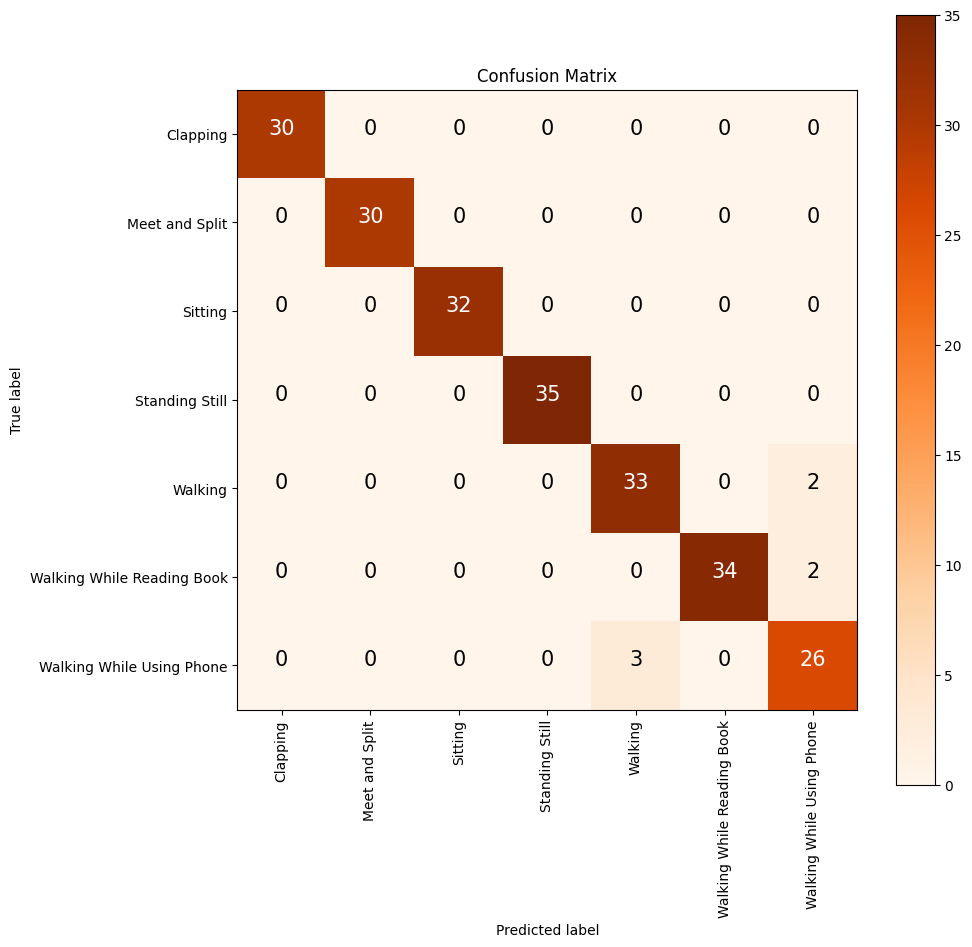 Confusion Matrix
True label
Clapping 30 0 0 0 0 0 0
Meet and Split 0 30 0 0 0 0 0
Sitting 0 0 32 0 0 0 0
Standing Still 0 0 0 35 0 0 0
Walking 0 0 0 0 33 0 2
Walking While Reading Book 0 0 0 0 0 34 2
Walking While Using Phone 0 0 0 0 3 0 26
Clapping
Meet and Split
Sitting
Standing Still
Walking
Walking While Reading Book
Walking While Using Phone
Predicted label
35
30
25
20
15
10
5
0